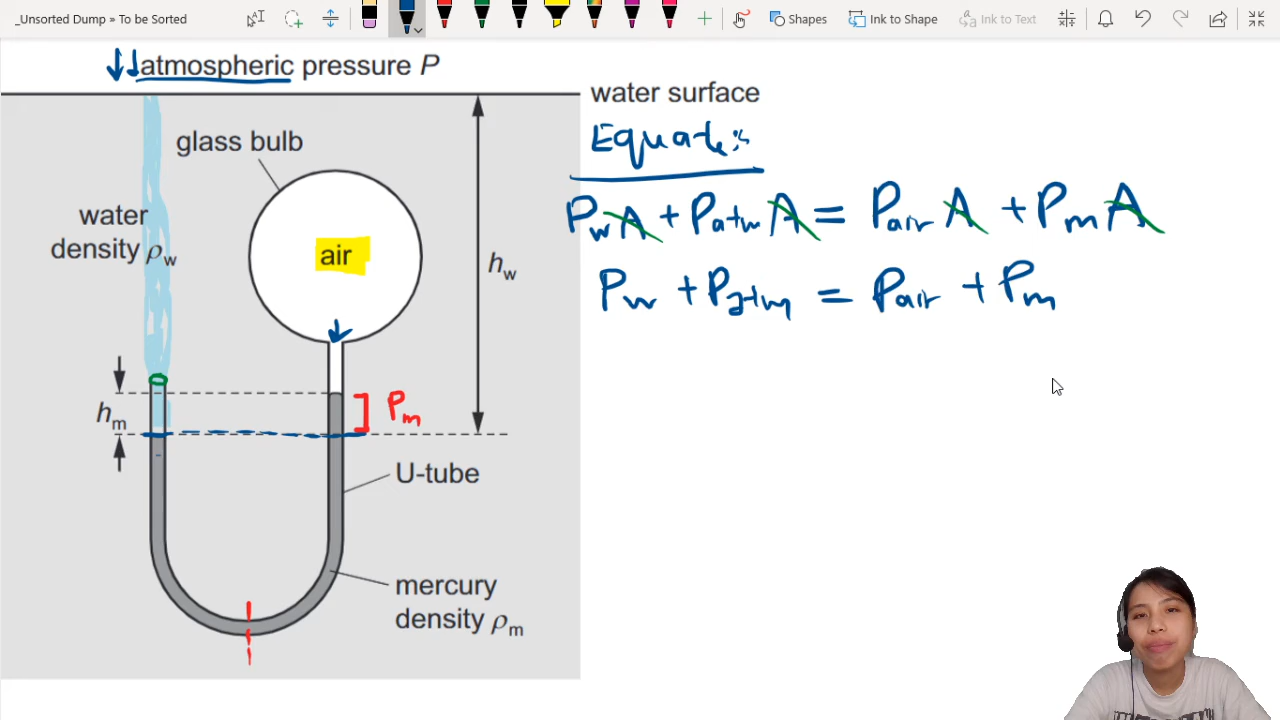 _Unsorted Dump » To be Sorted
Shapes
Ink to Shape
Ink to Text
atmospheric pressure P
water surface
Equate:
glass bulb
water
density ρw
air
hw
PwA + PatmA = PairA + PmA
Pw + Patm = Pair + Pm
hm
Pm
U-tube
mercury
density ρm